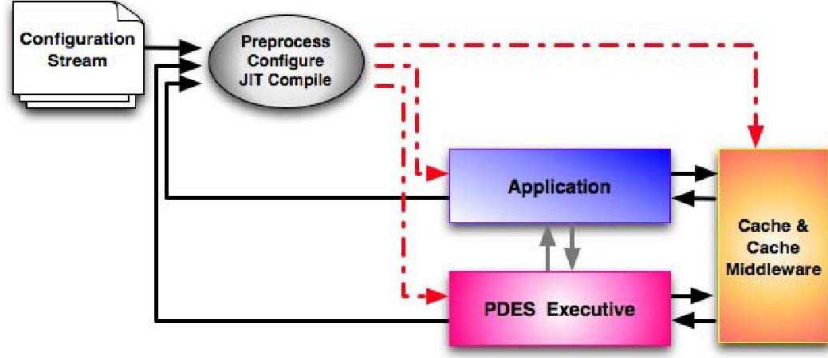 Configuration
Stream
Preprocess
Configure
JIT Compile
Application
Cache &
Cache
Middleware
PDES Executive